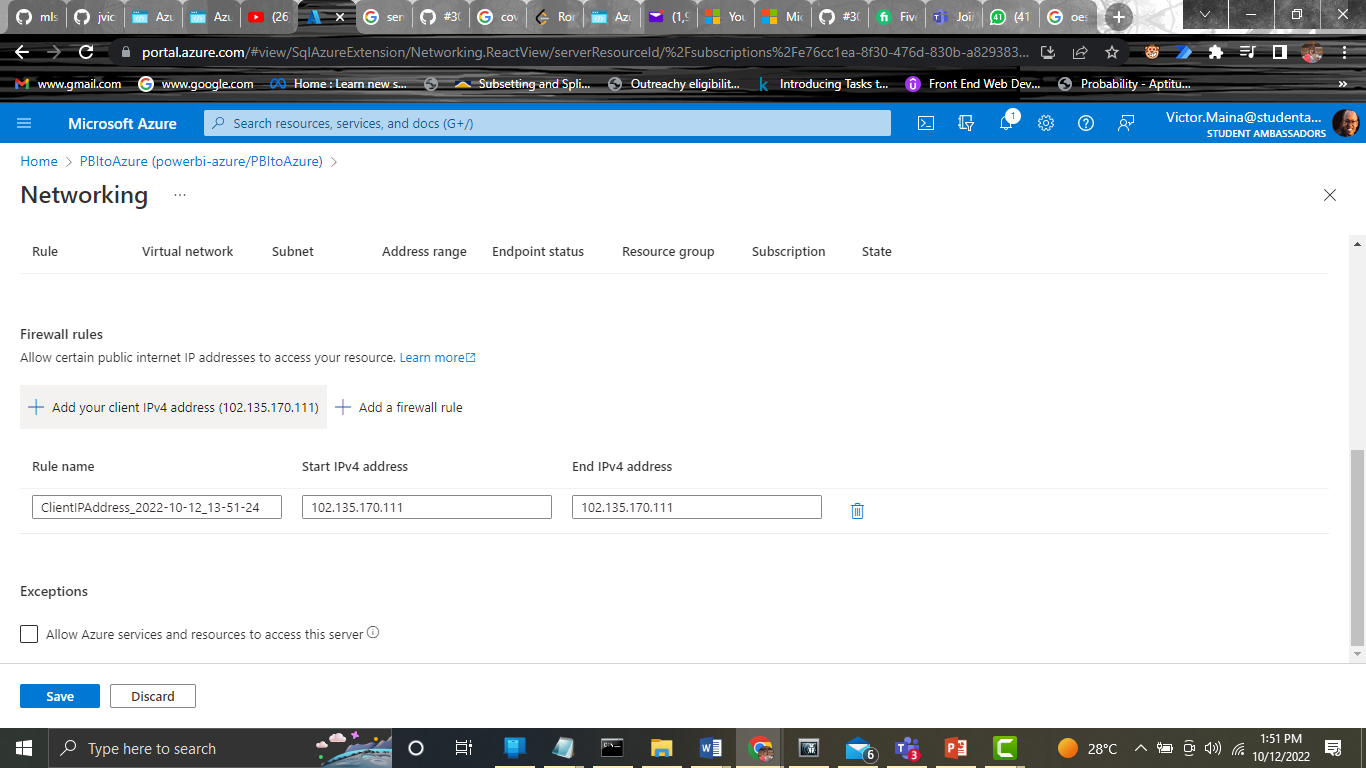 mls
jvic
Azu
Azu
(26
ser
#30
cov
Ro
Azu
(1,9
You
Mic
#30
Five
Joi
(41
oes
portal.azure.com/#view/SqlAzureExtension/Networking.ReactView/serverResourceId/%2Fsubscriptions%2Fe76cc1ea-8f30-476d-830b-a829383...
www.gmail.com
www.google.com
Home : Learn new s...
Subsetting and Spli...
Outreachy eligibilit...
Introducing Tasks t...
Front End Web Dev...
Probability - Aptitu...
»
Microsoft Azure
Search resources, services, and docs (G+/)
1
Victor.Maina@studenta...
STUDENT AMBASSADORS
Home > PBItoAzure (powerbi-azure/PBItoAzure) >
Networking ...
Rule Virtual network Subnet Address range Endpoint status Resource group Subscription State
Firewall rules
Allow certain public internet IP addresses to access your resource. Learn more
+ Add your client IPv4 address (102.135.170.111) + Add a firewall rule
Rule name Start IPv4 address End IPv4 address
ClientIPAddress_2022-10-12_13-51-24 102.135.170.111 102.135.170.111
Exceptions
Allow Azure services and resources to access this server
Save Discard
Type here to search
6
3
28°C
1:51 PM
10/12/2022